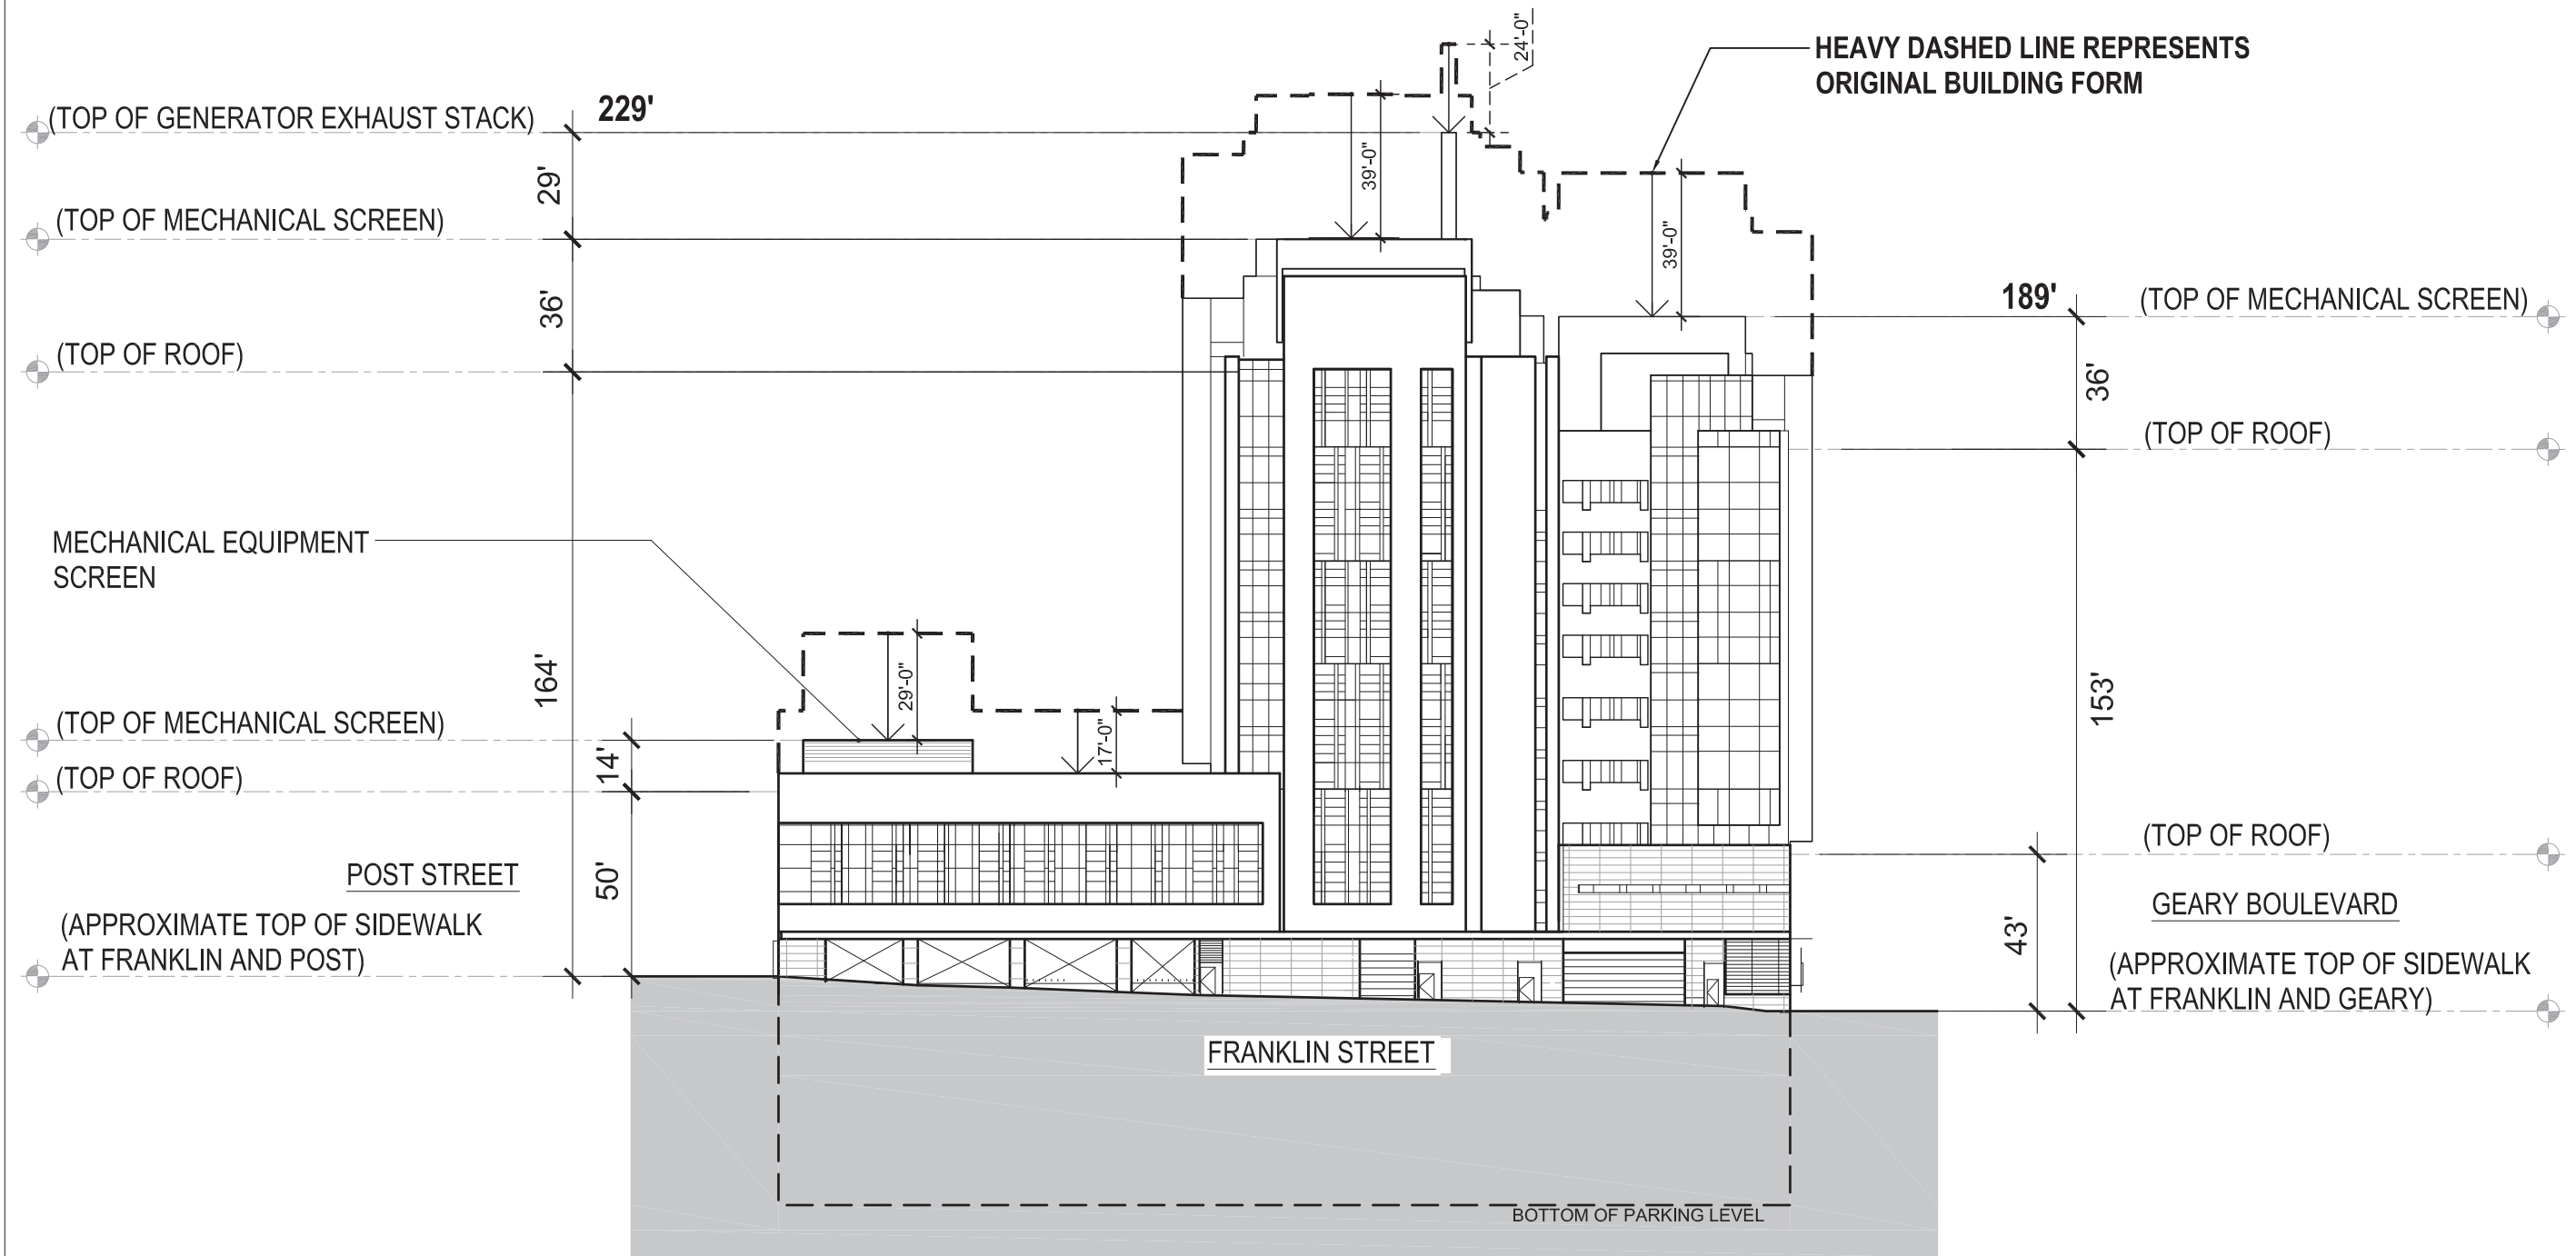 HEAVY DASHED LINE REPRESENTS
ORIGINAL BUILDING FORM
24'-0"
(TOP OF GENERATOR EXHAUST STACK)
229'
29'
39'-0"
(TOP OF MECHANICAL SCREEN)
39'-0"
36'
189'
(TOP OF MECHANICAL SCREEN)
(TOP OF ROOF)
36'
(TOP OF ROOF)
MECHANICAL EQUIPMENT
SCREEN
164'
29'-0"
153'
(TOP OF MECHANICAL SCREEN)
17'-0"
14'
(TOP OF ROOF)
(TOP OF ROOF)
POST STREET
50'
GEARY BOULEVARD
43'
(APPROXIMATE TOP OF SIDEWALK
AT FRANKLIN AND POST)
(APPROXIMATE TOP OF SIDEWALK
AT FRANKLIN AND GEARY)
FRANKLIN STREET
BOTTOM OF PARKING LEVEL